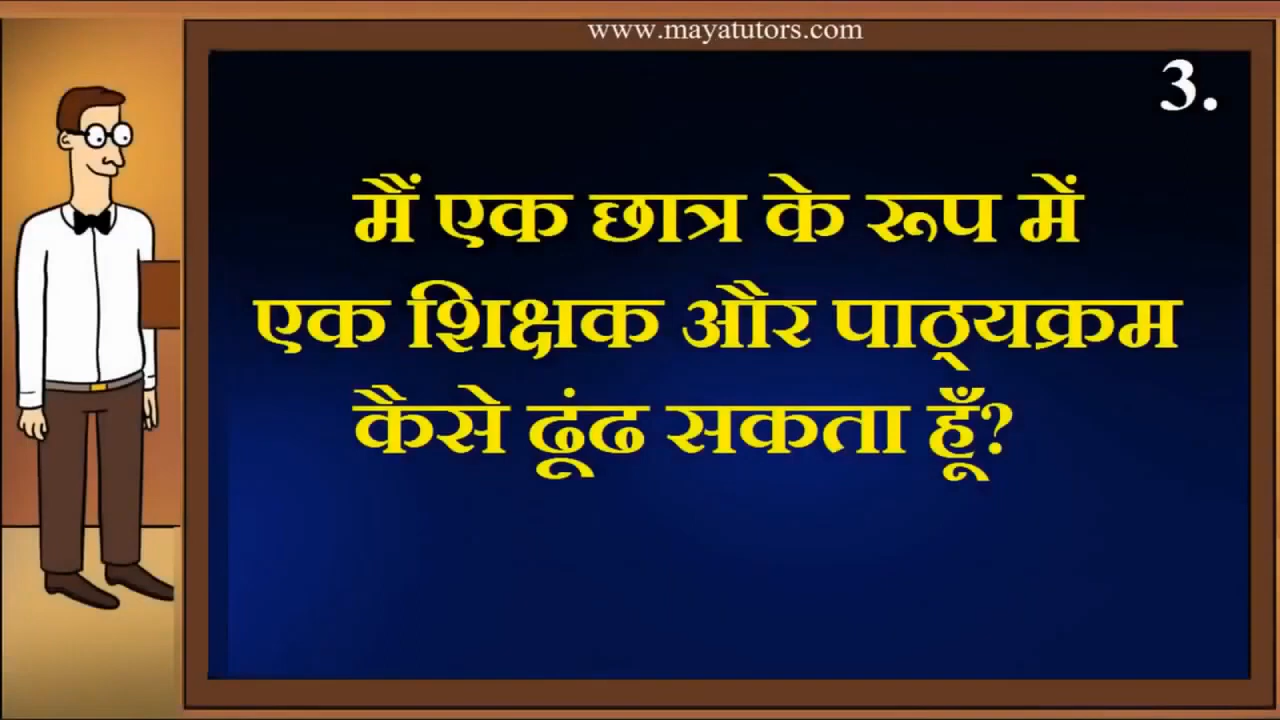 www.mayatutors.com
3.
मैं एक छात्र के रूप में
एक शिक्षक और पाठ्यक्रम
कैसे ढूंढ सकता हूँ?